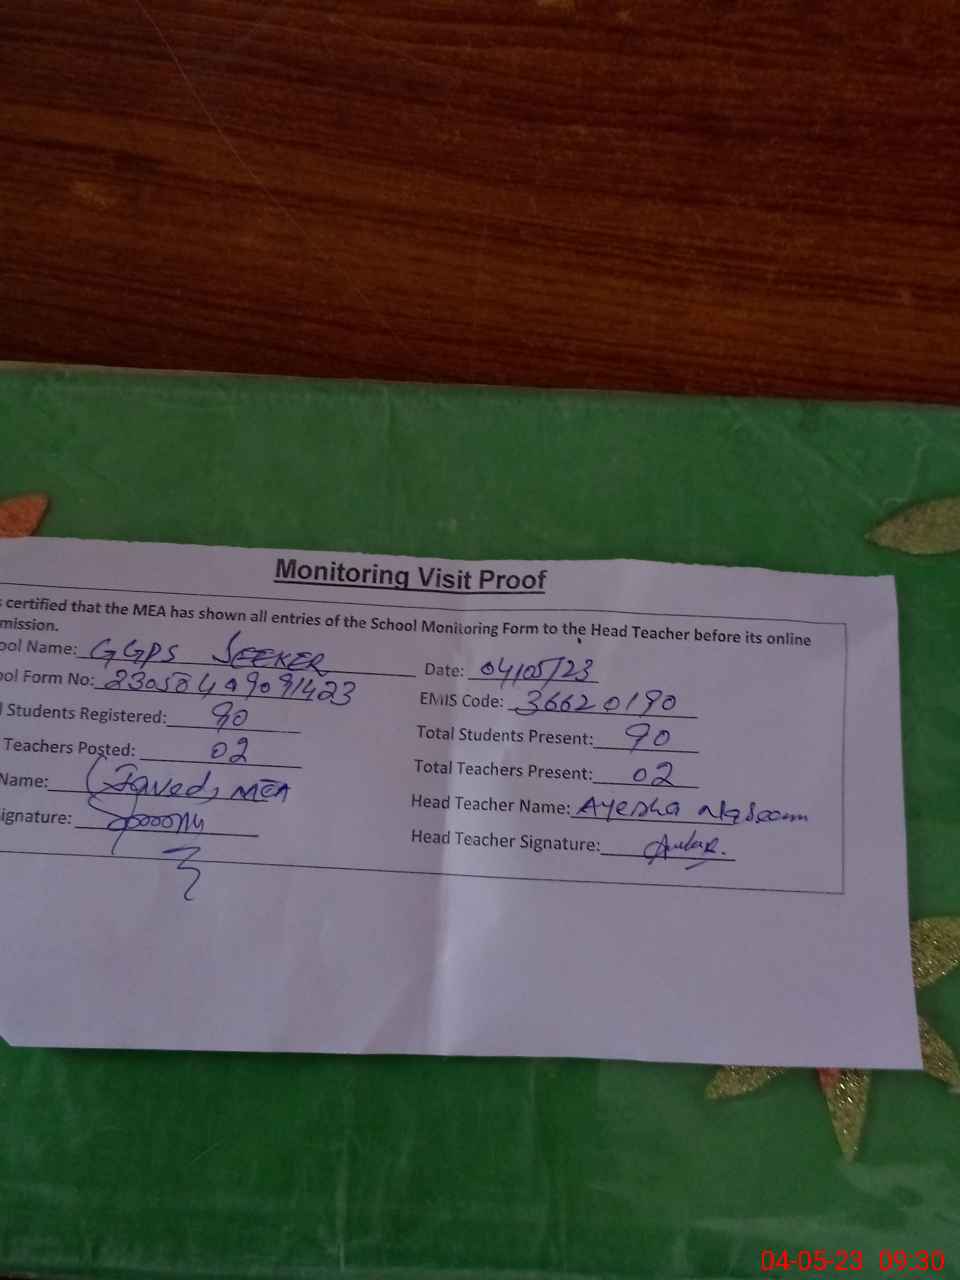 Monitoring Visit Proof
certified that the MEA has shown all entries of the School Monitoring Form to the Head Teacher before its online
mission.
ool Name: GGPS SEEKER Date: 04/05/23
ool Form No: EMIS Code: 36620190
l Students Registered: 90 Total Students Present: 90
Teachers Posted: 02 Total Teachers Present: 02
Name: Javed, MEA Head Teacher Name: Ayesha Naseem
ignature: Head Teacher Signature:
04-05-23 09:30